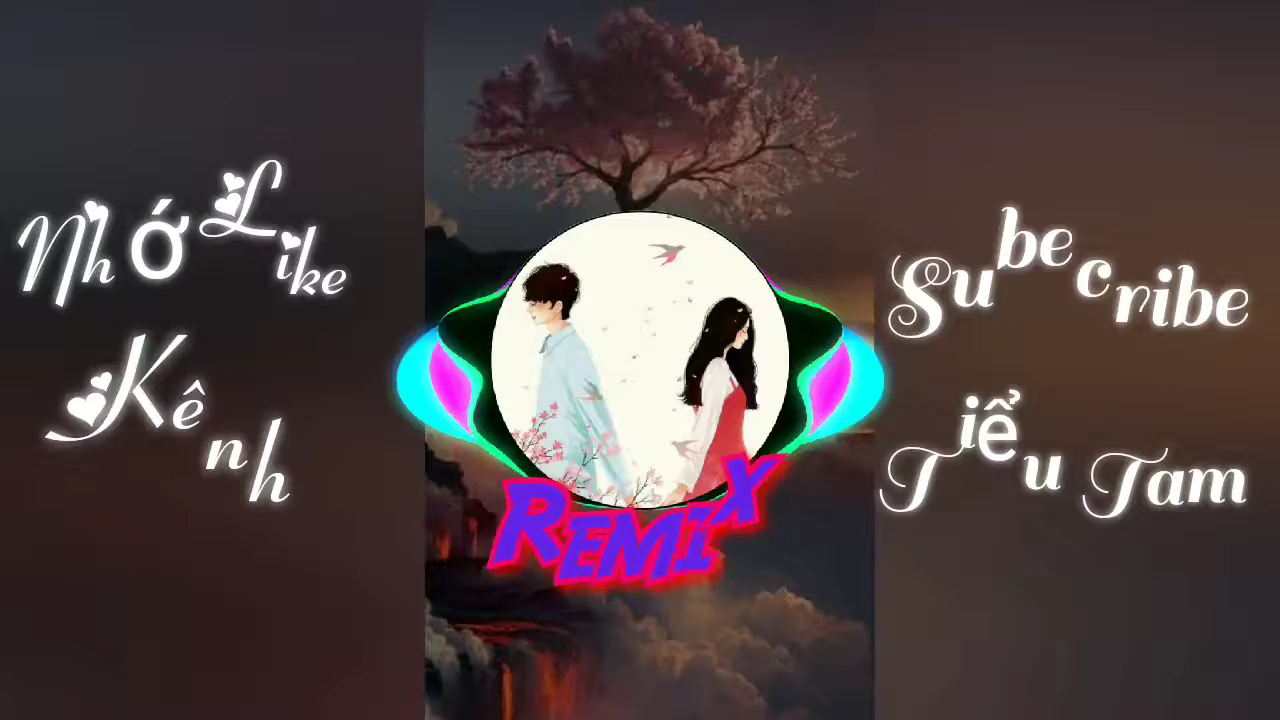 Nhớ Like
Kênh
Subecribe
Tiểu Tam
REMIX